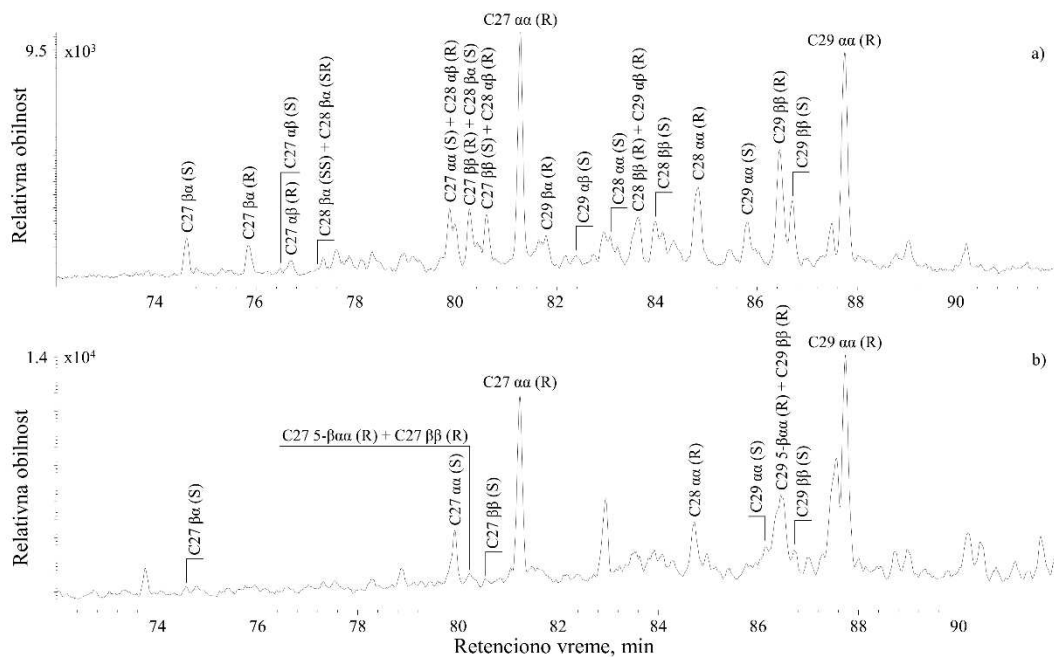 9.5 x10³
Relativna obilnost
a)
C27 βα (S)
C27 βα (R)
C27 αβ (S)
C27 αβ (R)
C28 βα (SS) + C28 βα (SR)
C27 αα (S) + C28 αβ (R)
C27 ββ (R) + C28 βα (S)
C27 ββ (S) + C28 αβ (R)
C27 αα (R)
C29 βα (R)
C29 αβ (S)
C28 αα (S)
C28 ββ (R) + C29 αβ (R)
C28 ββ (S)
C28 αα (R)
C29 αα (S)
C29 ββ (R)
C29 ββ (S)
C29 αα (R)
74 76 78 80 82 84 86 88 90
1.4 x10⁴
Relativna obilnost
b)
C27 βα (S)
C27 5-βαα (R) + C27 ββ (R)
C27 αα (S)
C27 ββ (S)
C27 αα (R)
C28 αα (R)
C29 αα (S)
C29 5-βαα (R) + C29 ββ (R)
C29 ββ (S)
C29 αα (R)
74 76 78 80 82 84 86 88 90
Retenciono vreme, min